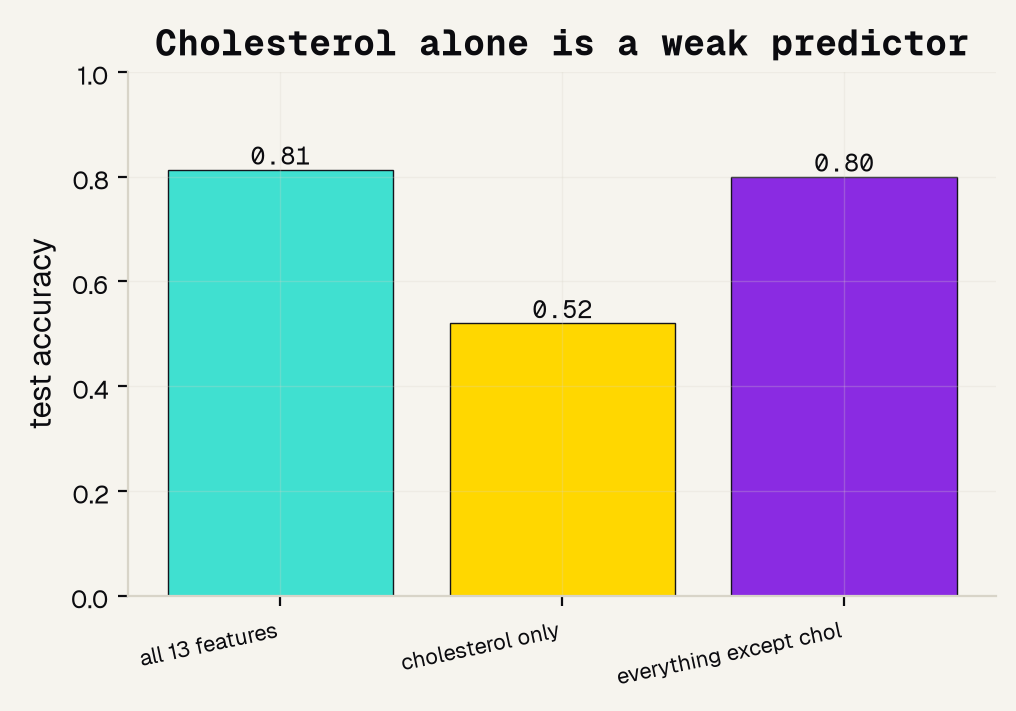 Cholesterol alone is a weak predictor
1.0
0.8
0.6
0.4
0.2
0.0
test accuracy
0.81
0.52
0.80
all 13 features
cholesterol only
everything except chol